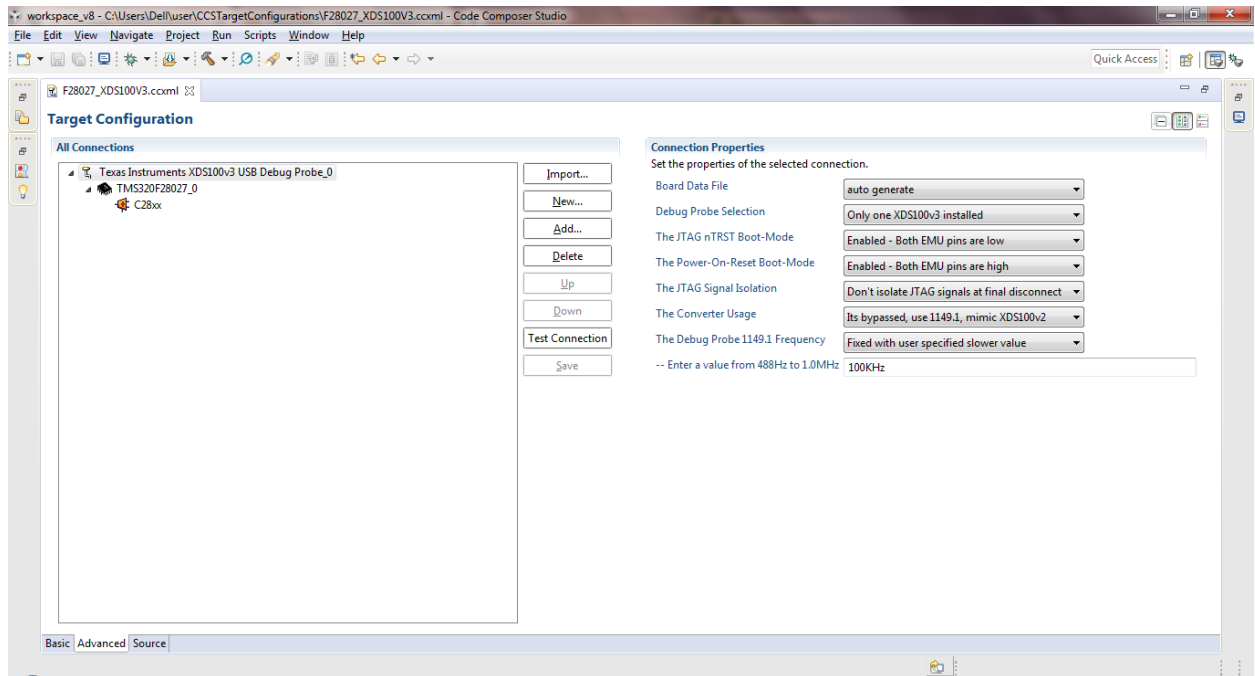 workspace_v8 - C:\Users\Dell\user\CCSTargetConfigurations\F28027_XDS100V3.ccxml - Code Composer Studio
File Edit View Navigate Project Run Scripts Window Help
Quick Access
F28027_XDS100V3.ccxml
Target Configuration
All Connections
Texas Instruments XDS100v3 USB Debug Probe_0
TMS320F28027_0
C28xx
Import...
New...
Add...
Delete
Up
Down
Test Connection
Save
Connection Properties
Set the properties of the selected connection.
Board Data File auto generate
Debug Probe Selection Only one XDS100v3 installed
The JTAG nTRST Boot-Mode Enabled - Both EMU pins are low
The Power-On-Reset Boot-Mode Enabled - Both EMU pins are high
The JTAG Signal Isolation Don't isolate JTAG signals at final disconnect
The Converter Usage Its bypassed, use 1149.1, mimic XDS100v2
The Debug Probe 1149.1 Frequency Fixed with user specified slower value
-- Enter a value from 488Hz to 1.0MHz 100KHz
Basic Advanced Source